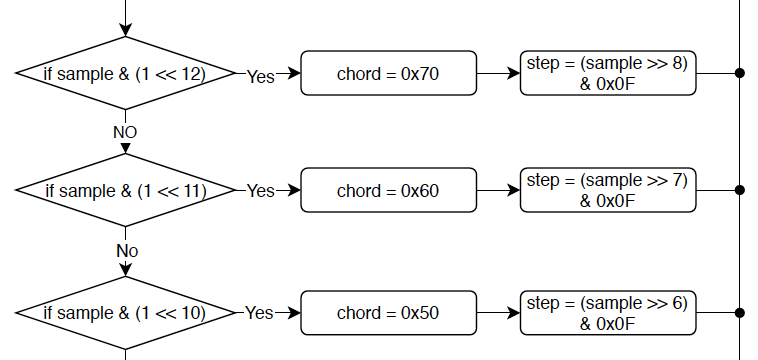 if sample & (1 << 12)
Yes
chord = 0x70
step = (sample >> 8)
& 0x0F
NO
if sample & (1 << 11)
Yes
chord = 0x60
step = (sample >> 7)
& 0x0F
No
if sample & (1 << 10)
Yes
chord = 0x50
step = (sample >> 6)
& 0x0F